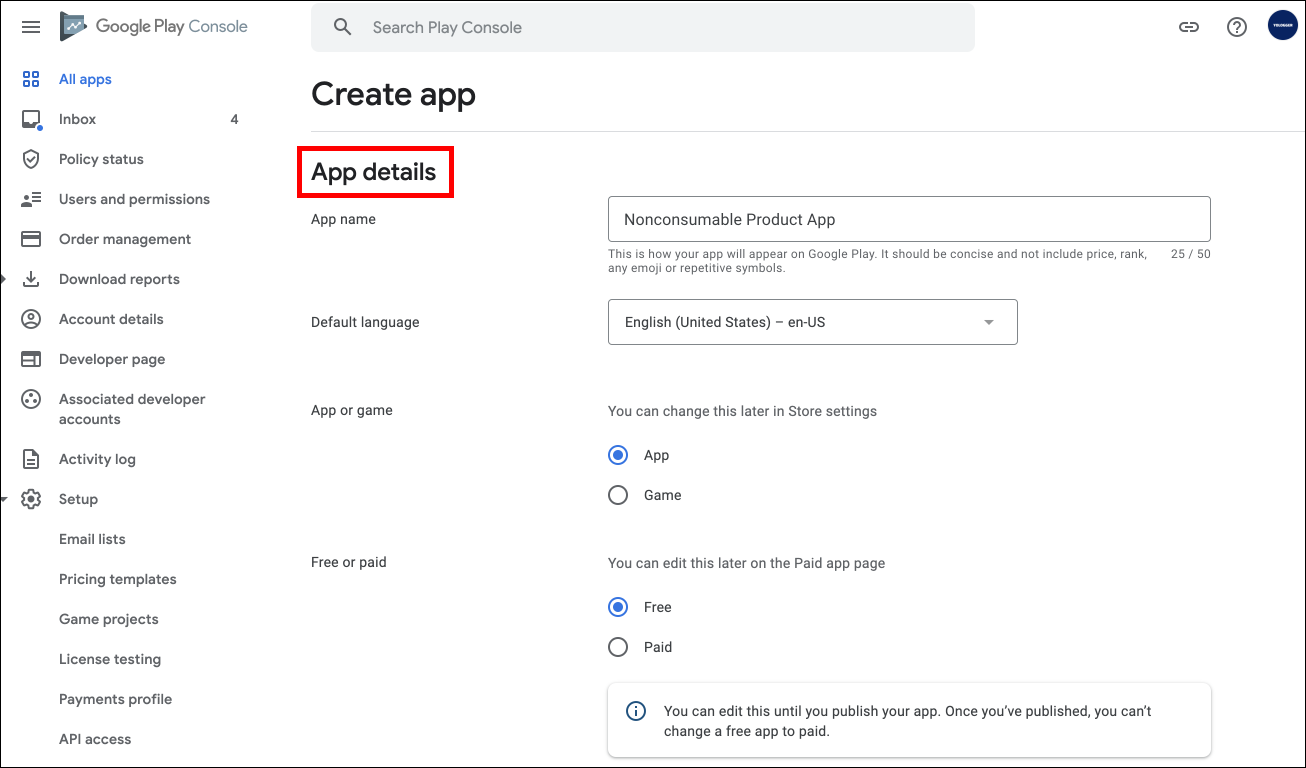 Google Play Console
Search Play Console
All apps
Inbox 4
Policy status
Users and permissions
Order management
Download reports
Account details
Developer page
Associated developer
accounts
Activity log
Setup
Email lists
Pricing templates
Game projects
License testing
Payments profile
API access
Create app
App details
App name
Nonconsumable Product App
This is how your app will appear on Google Play. It should be concise and not include price, rank, 25 / 50
any emoji or repetitive symbols.
Default language
English (United States) – en-US
App or game
You can change this later in Store settings
App
Game
Free or paid
You can edit this later on the Paid app page
Free
Paid
You can edit this until you publish your app. Once you’ve published, you can’t
change a free app to paid.